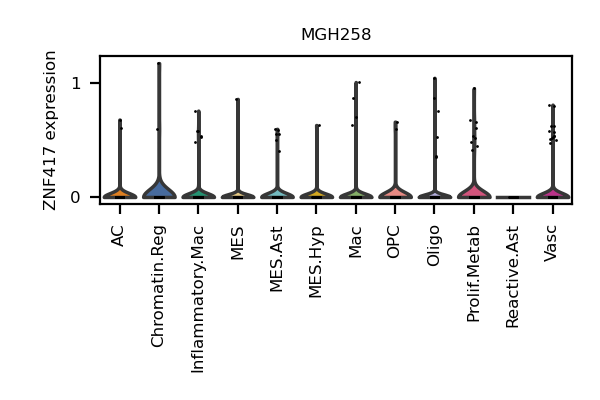 MGH258
ZNF417 expression
1
0
AC
Chromatin.Reg
Inflammatory.Mac
MES
MES.Ast
MES.Hyp
Mac
OPC
Oligo
Prolif.Metab
Reactive.Ast
Vasc